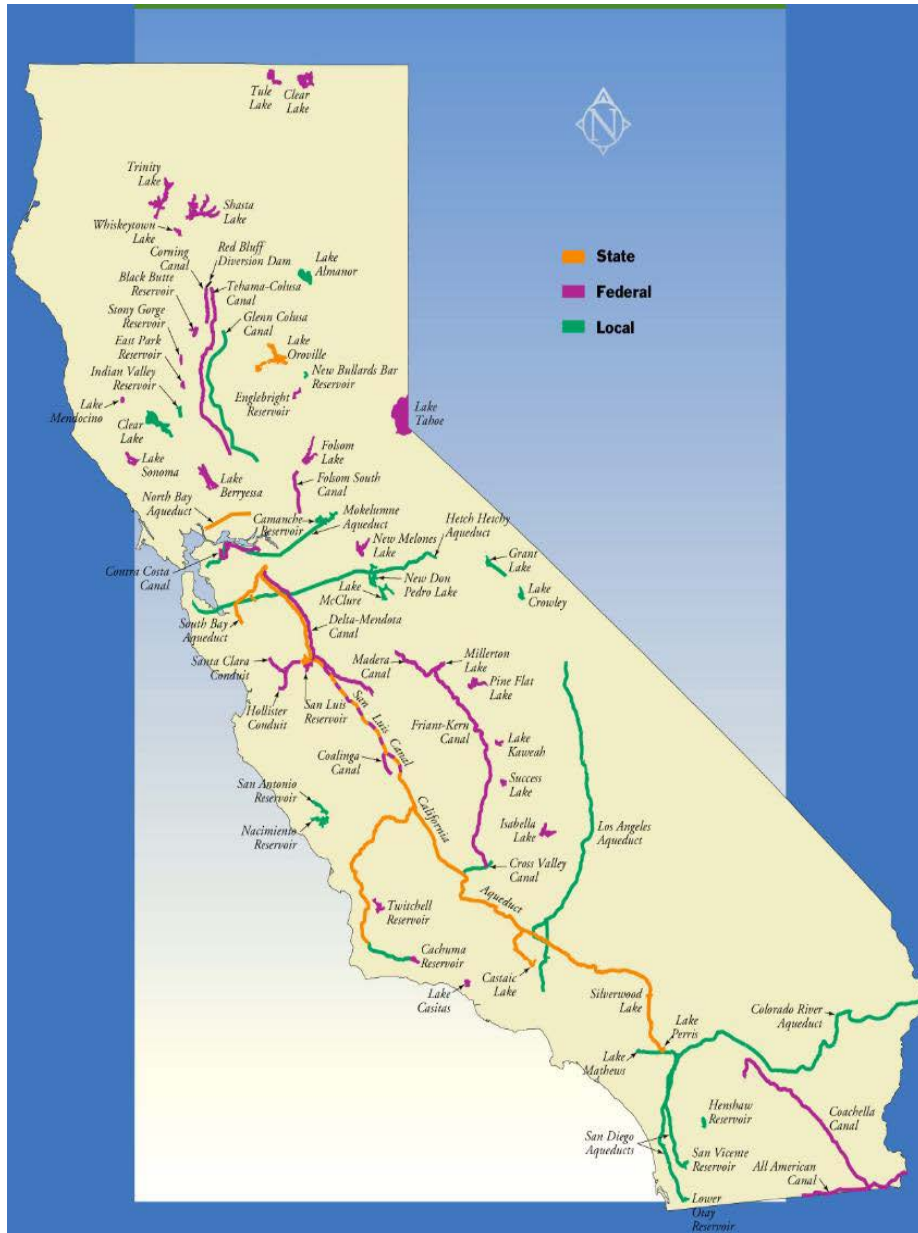 N
State
Federal
Local
Tule
Lake
Clear
Lake
Trinity
Lake
Shasta
Lake
Whiskeytown
Lake
Corning
Canal
Red Bluff
Diversion Dam
Lake
Almanor
Black Butte
Reservoir
Tehama-Colusa
Canal
Stony Gorge
Reservoir
Glenn Colusa
Canal
East Park
Reservoir
Lake
Oroville
Indian Valley
Reservoir
New Bullards Bar
Reservoir
Englebright
Reservoir
Lake
Mendocino
Clear
Lake
Lake
Tahoe
Lake
Sonoma
Folsom
Lake
Lake
Berryessa
Folsom South
Canal
North Bay
Aqueduct
Camanche
Reservoir
Mokelumne
Aqueduct
Hetch Hetchy
Aqueduct
New Melones
Lake
Contra Costa
Canal
Grant
Lake
Lake
McClure
New Don
Pedro Lake
Lake
Crowley
South Bay
Aqueduct
Delta-Mendota
Canal
Santa Clara
Conduit
Madera
Canal
Millerton
Lake
Pine Flat
Lake
Hollister
Conduit
San Luis
Reservoir
San Luis Canal
Friant-Kern
Canal
Lake
Kaweah
Coalinga
Canal
Success
Lake
San Antonio
Reservoir
Nacimiento
Reservoir
California
Aqueduct
Isabella
Lake
Los Angeles
Aqueduct
Cross Valley
Canal
Twitchell
Reservoir
Cachuma
Reservoir
Castaic
Lake
Lake
Casitas
Silverwood
Lake
Colorado River
Aqueduct
Lake
Perris
Lake
Mathews
Henshaw
Reservoir
Coachella
Canal
San Diego
Aqueducts
San Vicente
Reservoir
All American
Canal
Lower
Otay
Reservoir